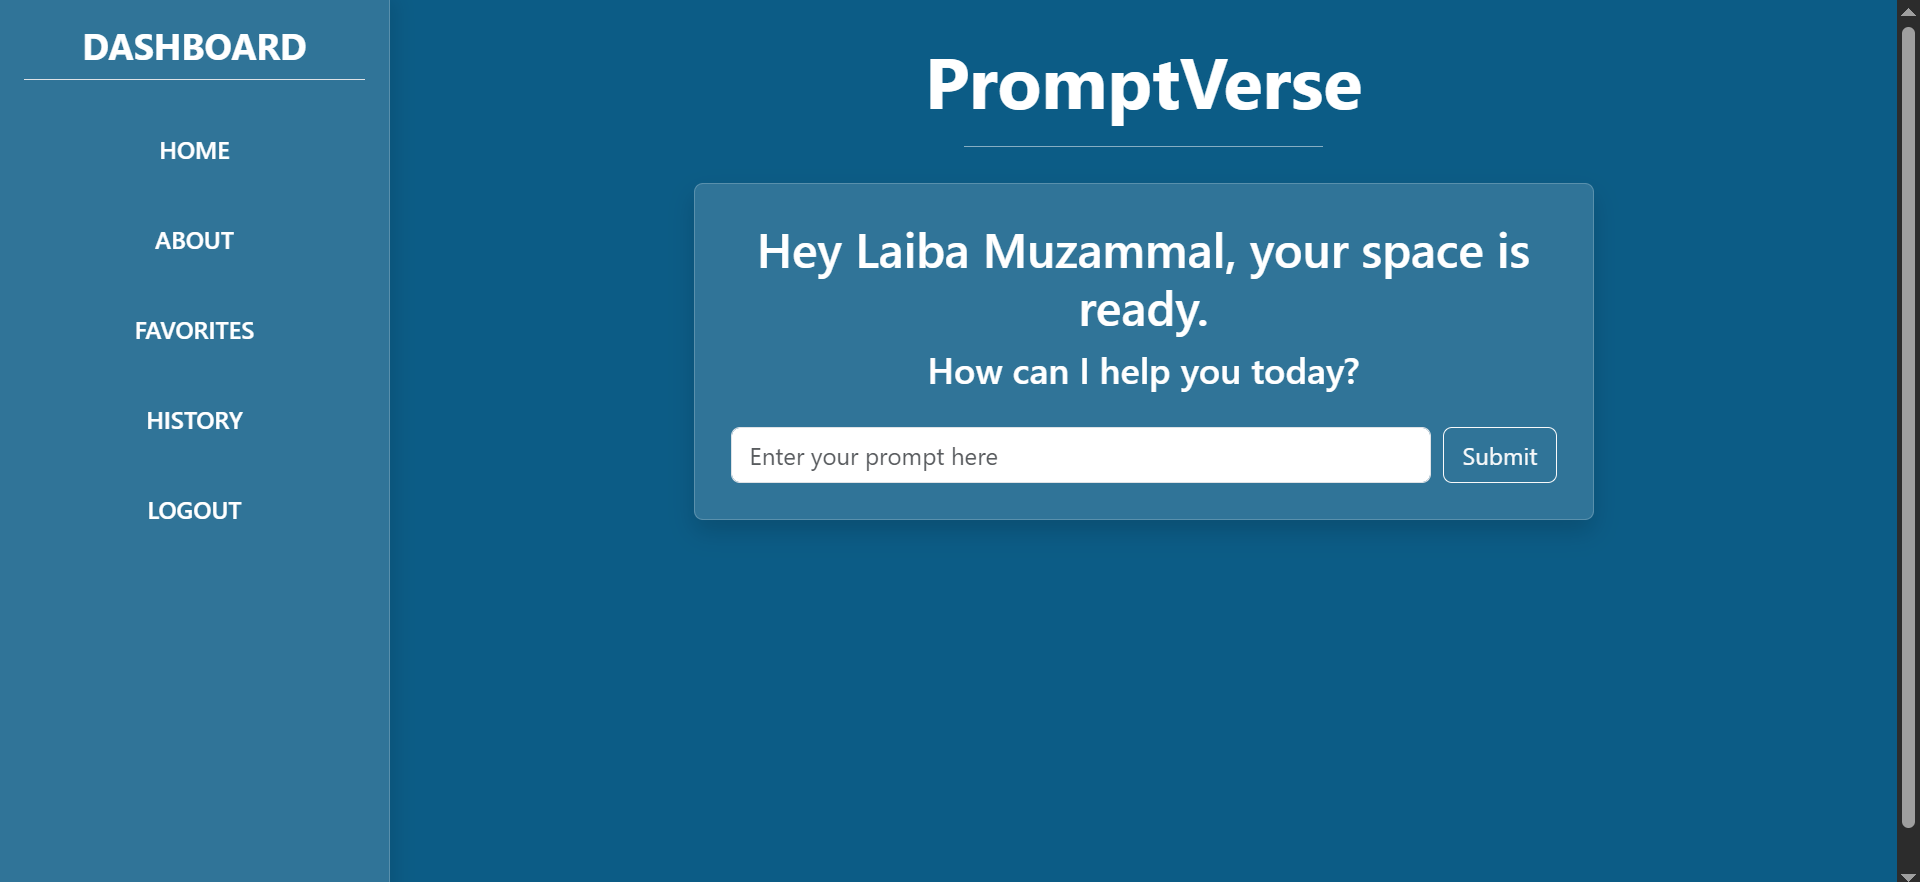 DASHBOARD
HOME
ABOUT
FAVORITES
HISTORY
LOGOUT
PromptVerse
Hey Laiba Muzammal, your space is
ready.
How can I help you today?
Enter your prompt here
Submit